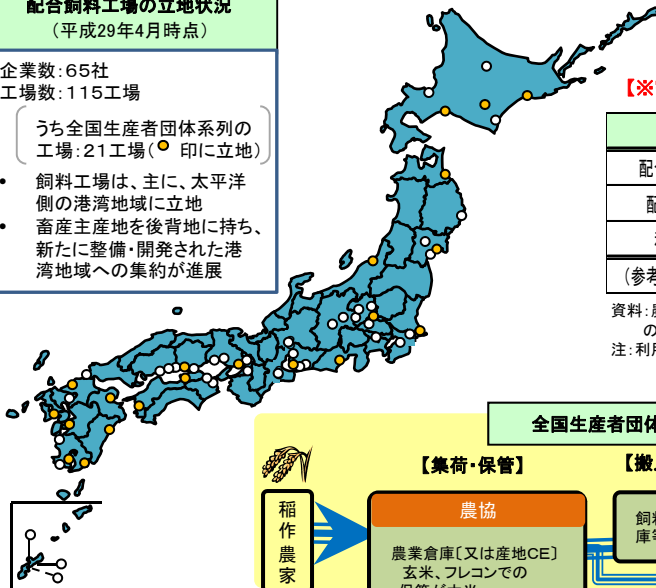 配合飼料工場の立地状況
（平成29年4月時点）
企業数：65社
工場数：115工場
うち全国生産者団体系列の
工場：21工場（ 印に立地）
• 飼料工場は、主に、太平洋
側の港湾地域に立地
• 畜産主産地を後背地に持ち、
新たに整備・開発された港
湾地域への集約が進展
【※
配
配
（参考
資料：
の
注：利用
全国生産者団体
【集荷・保管】
【搬
稲作農家
農協
農業倉庫〔又は産地CE〕
玄米、フレコンでの
飼料
庫等